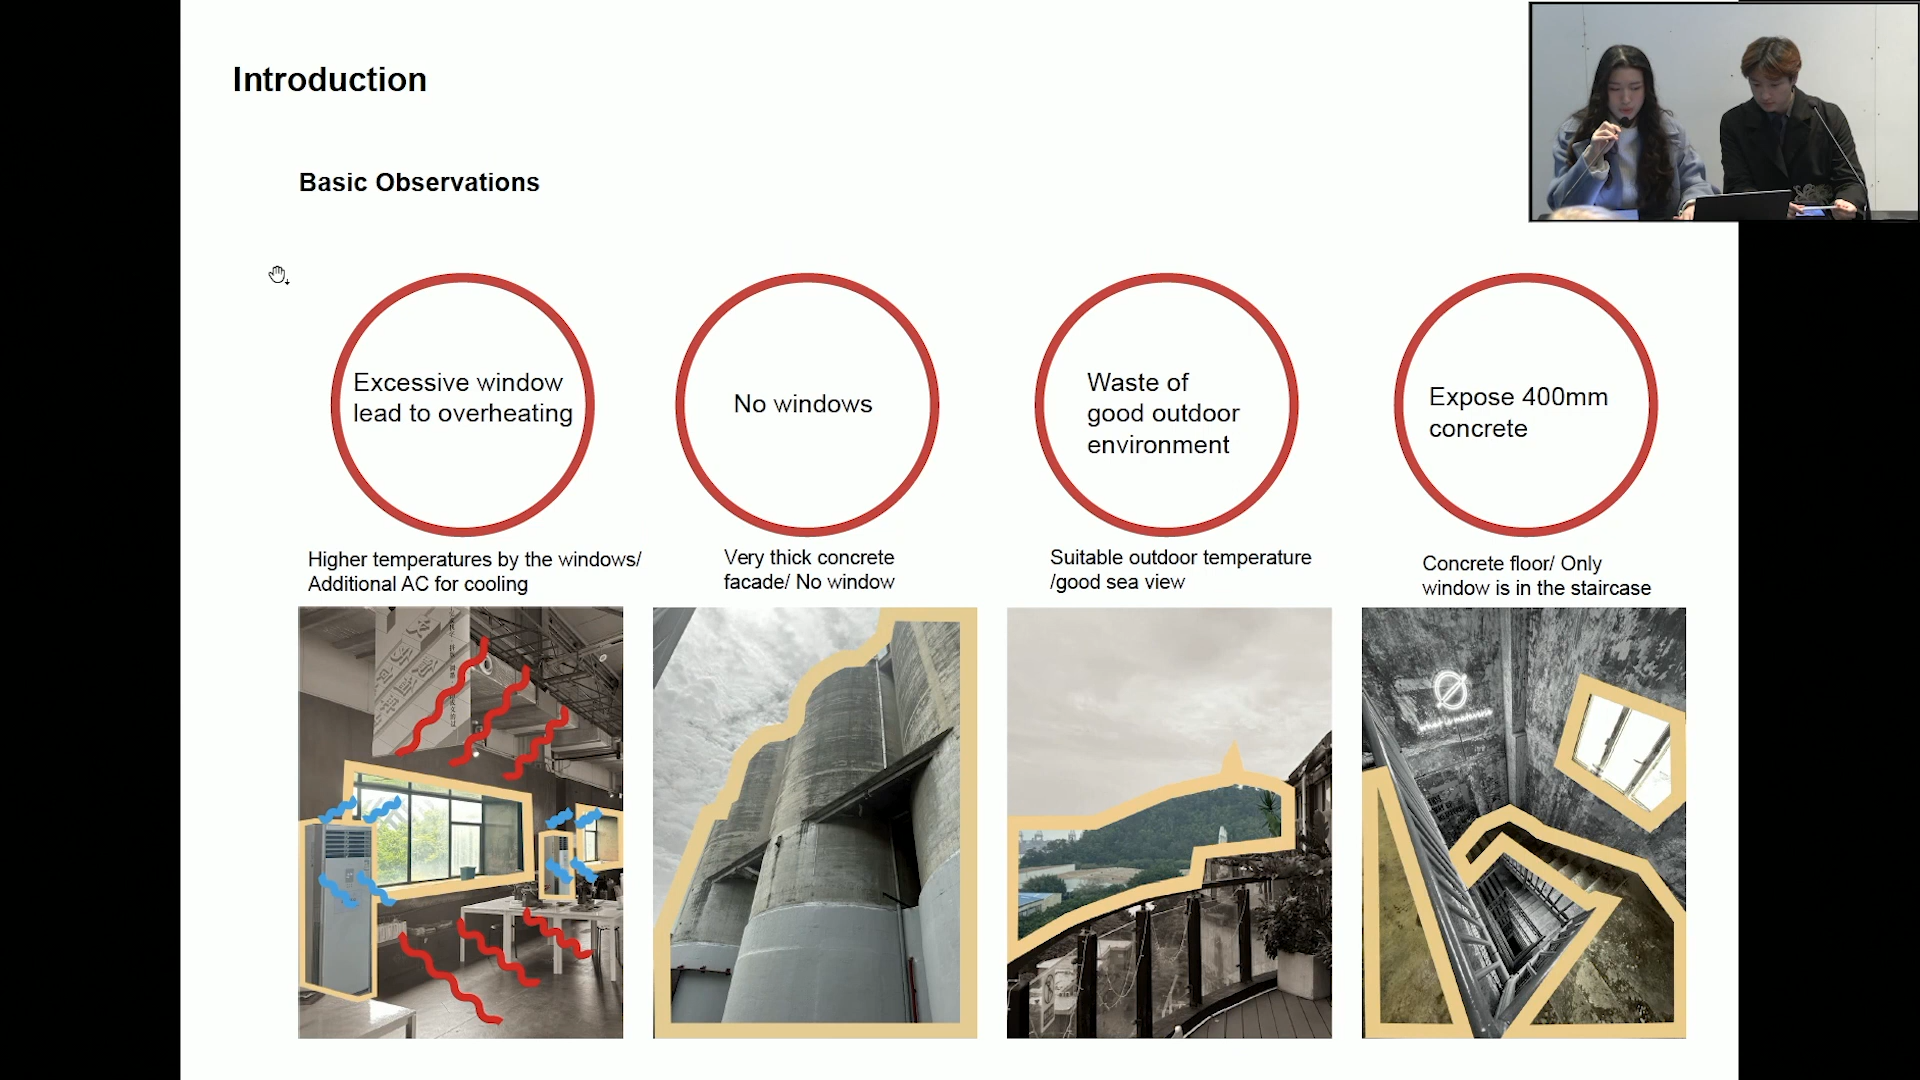 Introduction
Basic Observations
Excessive window
lead to overheating
No windows
Waste of
good outdoor
environment
Expose 400mm
concrete
Higher temperatures by the windows/
Additional AC for cooling
Very thick concrete
facade/ No window
Suitable outdoor temperature
/good sea view
Concrete floor/ Only
window is in the staircase